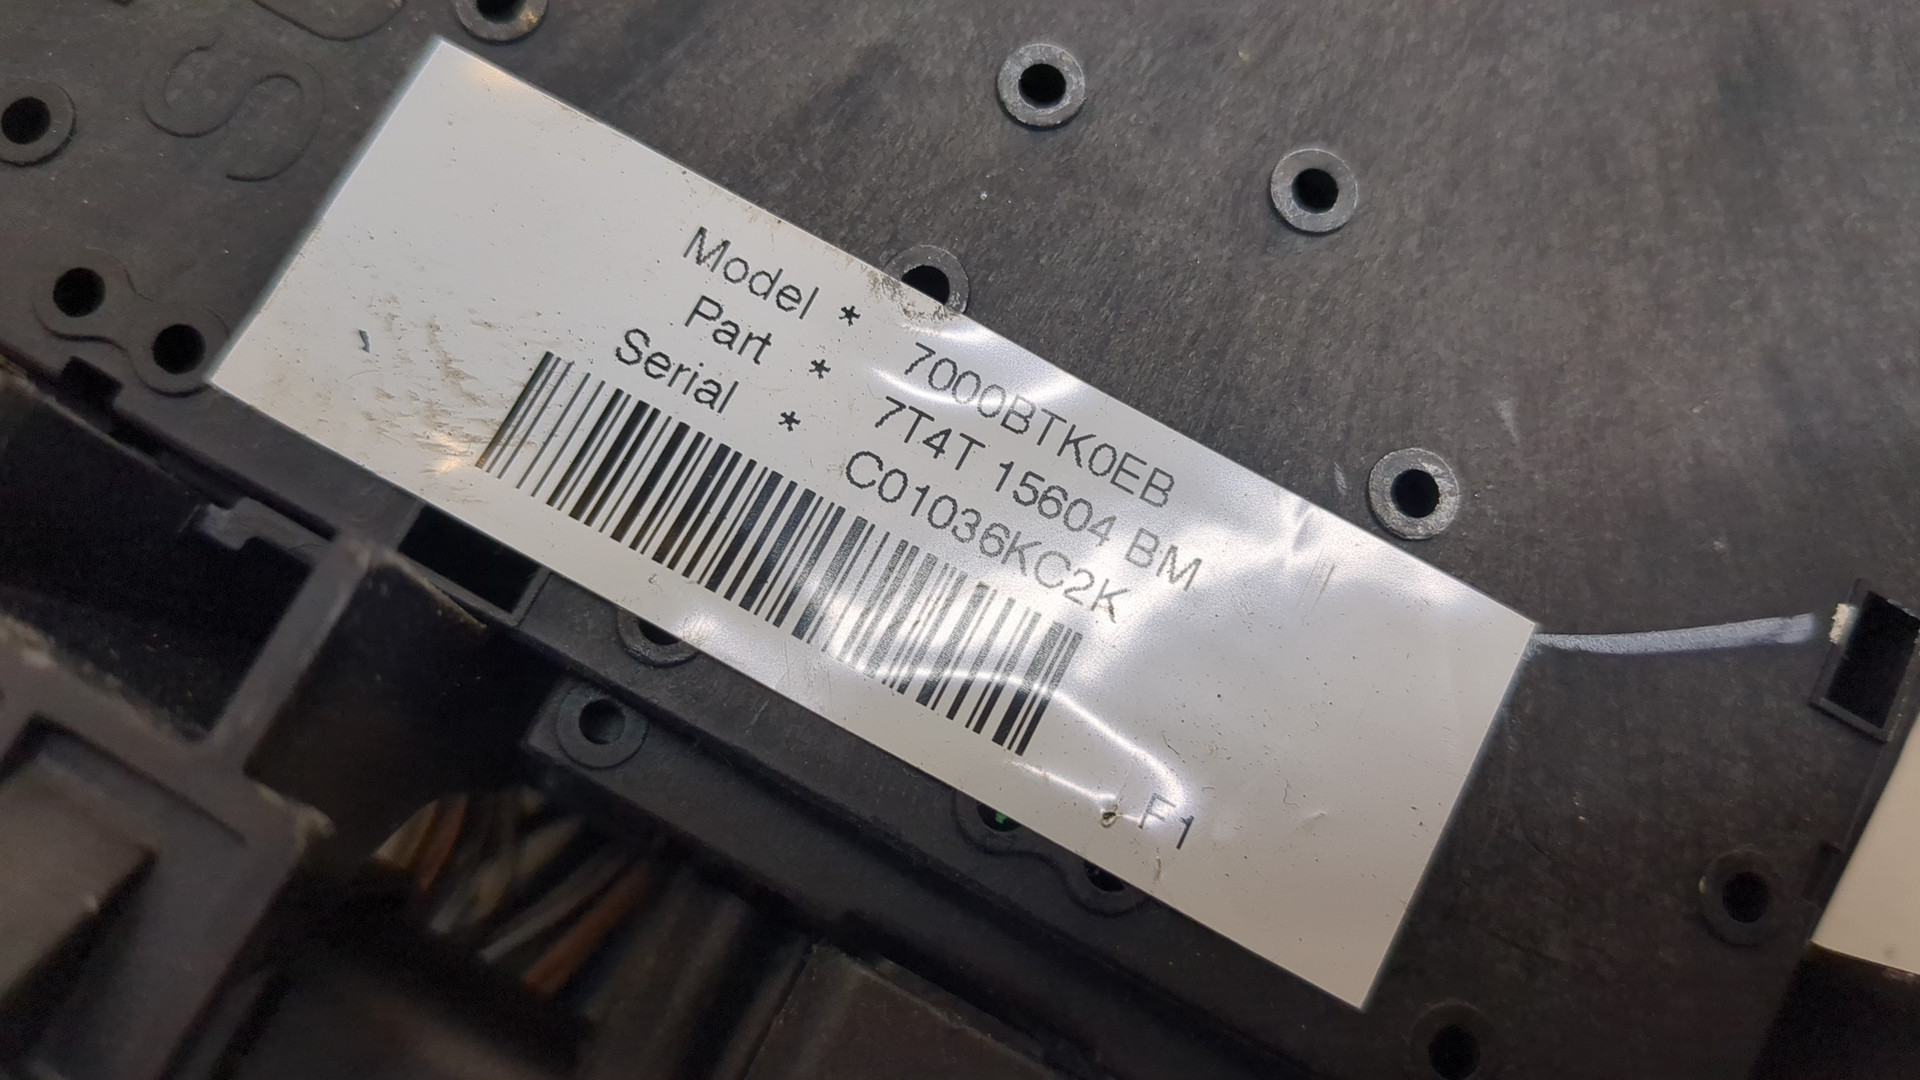 Model * 7000BTK0EB
Part * 7T4T 15604 BM
Serial * C01036KC2K
F1